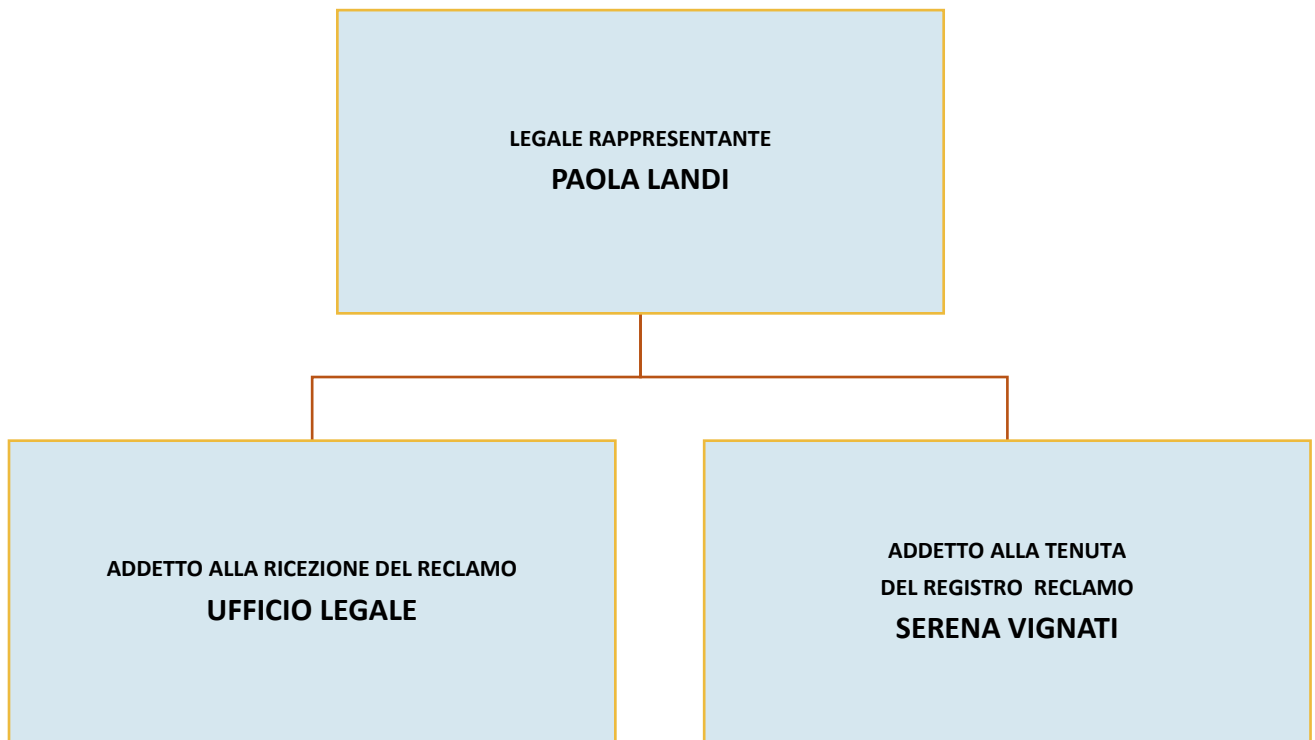 LEGALE RAPPRESENTANTE
PAOLA LANDI
ADDETTO ALLA RICEZIONE DEL RECLAMO
UFFICIO LEGALE
ADDETTO ALLA TENUTA
DEL REGISTRO RECLAMO
SERENA VIGNATI